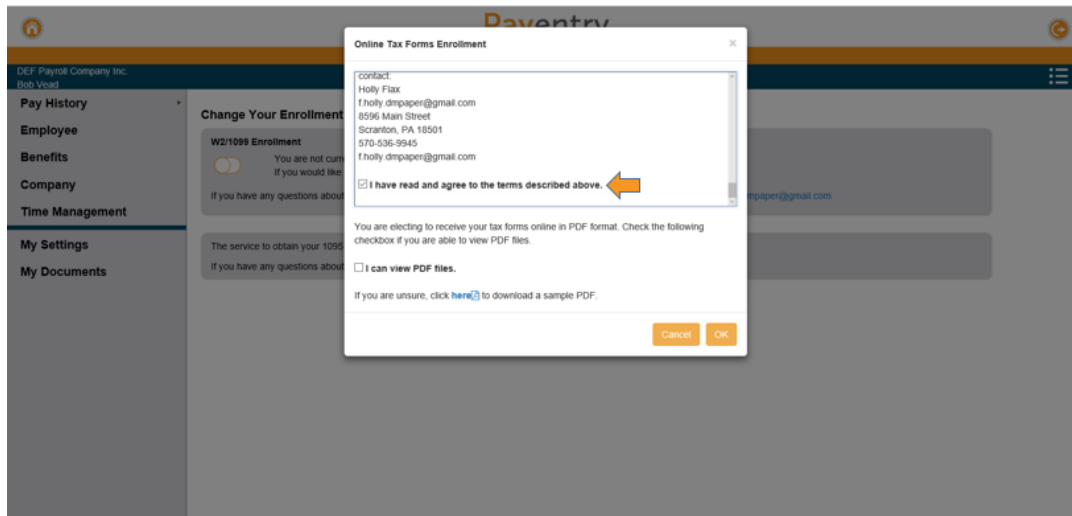 Payentry
DEF Payroll Company Inc.
Bob Vead
Pay History
Employee
Benefits
Company
Time Management
My Settings
My Documents
Change Your Enrollment
W2/1099 Enrollment
You are not curr
If you would like
If you have any questions about
mpaper@gmail.com
The service to obtain your 1095
If you have any questions about
Online Tax Forms Enrollment ×
contact:
Holly Flax
f.holly.dmpaper@gmail.com
8596 Main Street
Scranton, PA 18501
570-536-9945
f.holly.dmpaper@gmail.com
I have read and agree to the terms described above.
You are electing to receive your tax forms online in PDF format. Check the following
checkbox if you are able to view PDF files.
I can view PDF files.
If you are unsure, click here to download a sample PDF.
Cancel OK